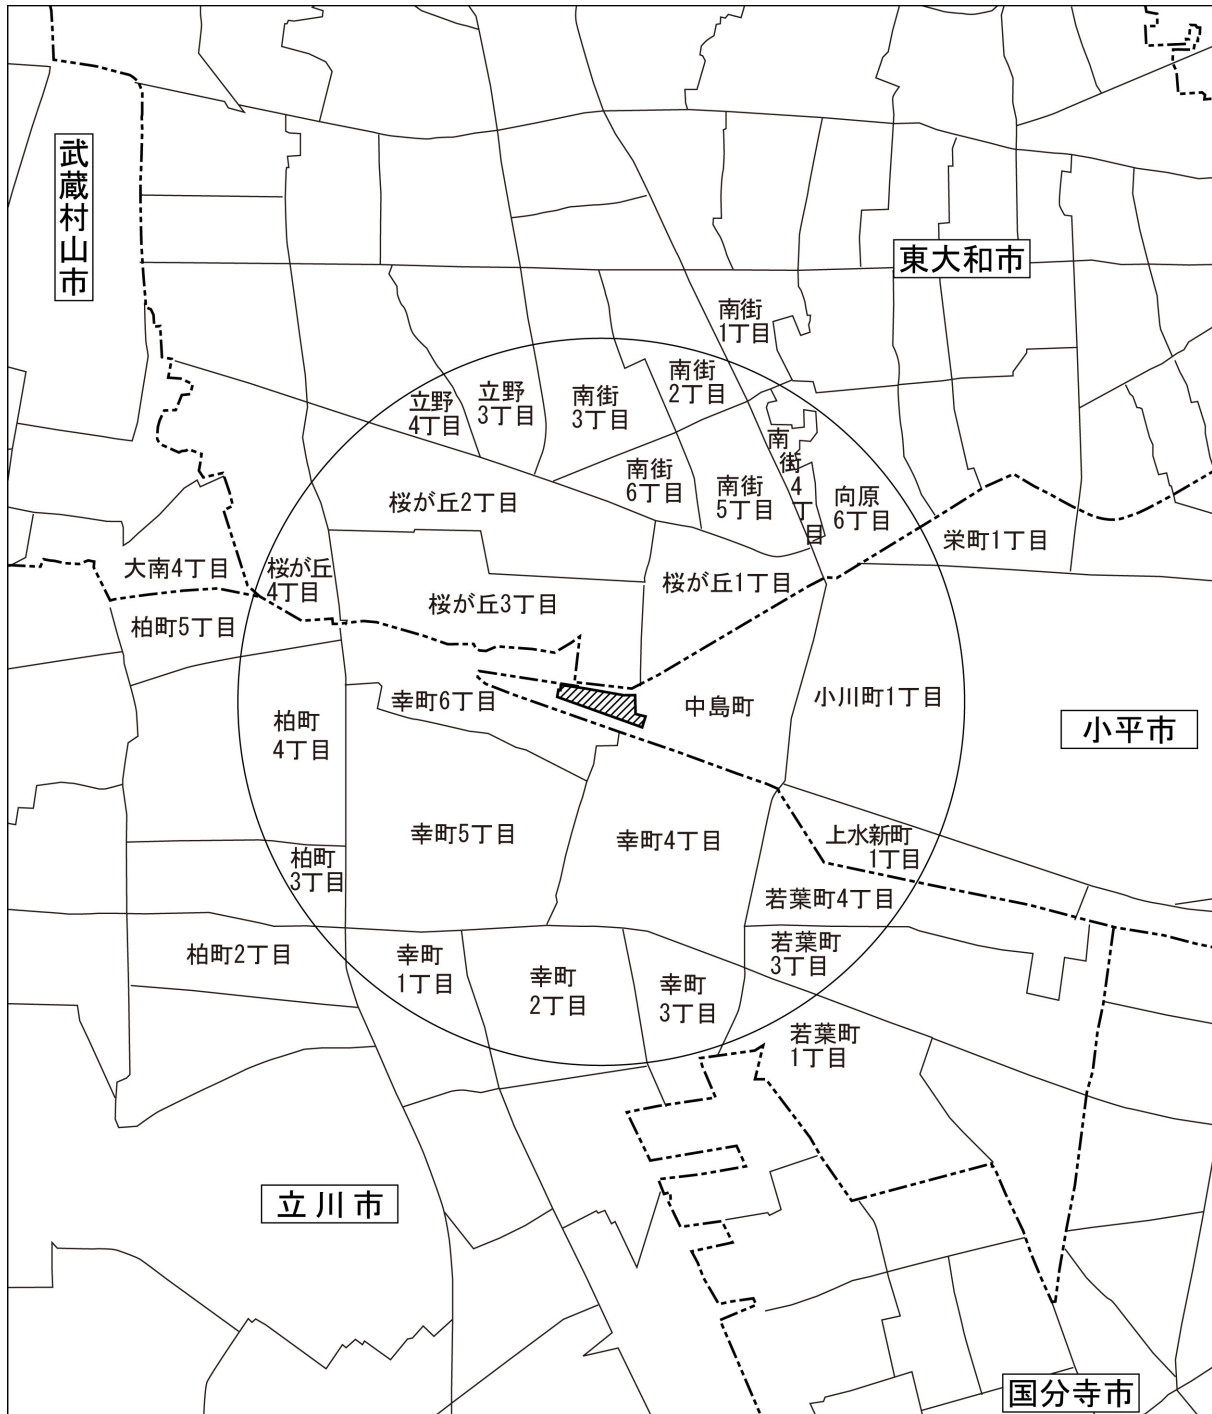 武蔵村山市
東大和市
南街
1丁目
南街
2丁目
立野
4丁目
立野
3丁目
南街
3丁目
南街
6丁目
南街
5丁目
南街4丁目
向原
6丁目
桜が丘2丁目
栄町1丁目
大南4丁目
桜が丘
4丁目
桜が丘1丁目
桜が丘3丁目
柏町5丁目
幸町6丁目
中島町
小川町1丁目
小平市
柏町
4丁目
幸町5丁目
幸町4丁目
上水新町
1丁目
柏町
3丁目
若葉町4丁目
柏町2丁目
幸町
1丁目
幸町
2丁目
幸町
3丁目
若葉町
3丁目
若葉町
1丁目
立川市
国分寺市